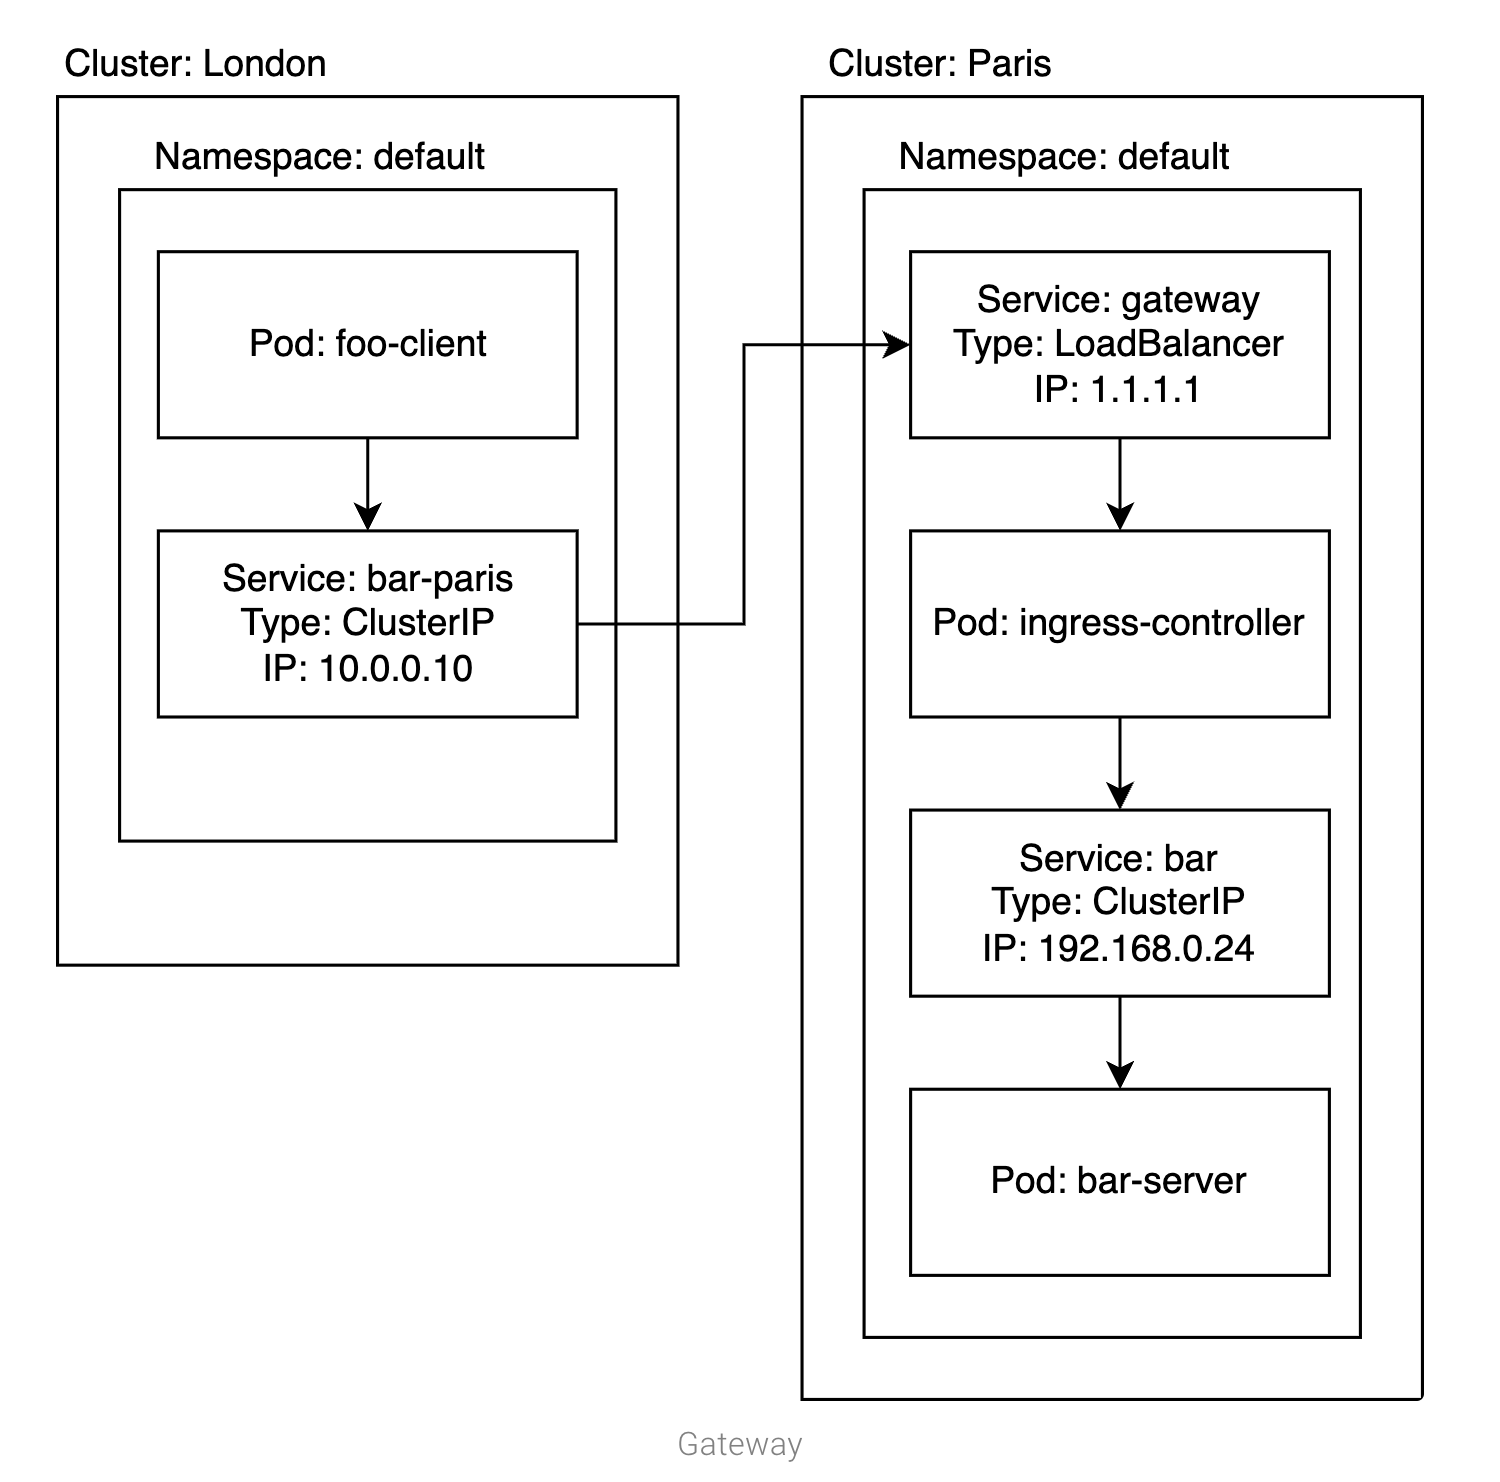 Cluster: London
Namespace: default
Pod: foo-client
Service: bar-paris
Type: ClusterIP
IP: 10.0.0.10
Cluster: Paris
Namespace: default
Service: gateway
Type: LoadBalancer
IP: 1.1.1.1
Pod: ingress-controller
Service: bar
Type: ClusterIP
IP: 192.168.0.24
Pod: bar-server
Gateway